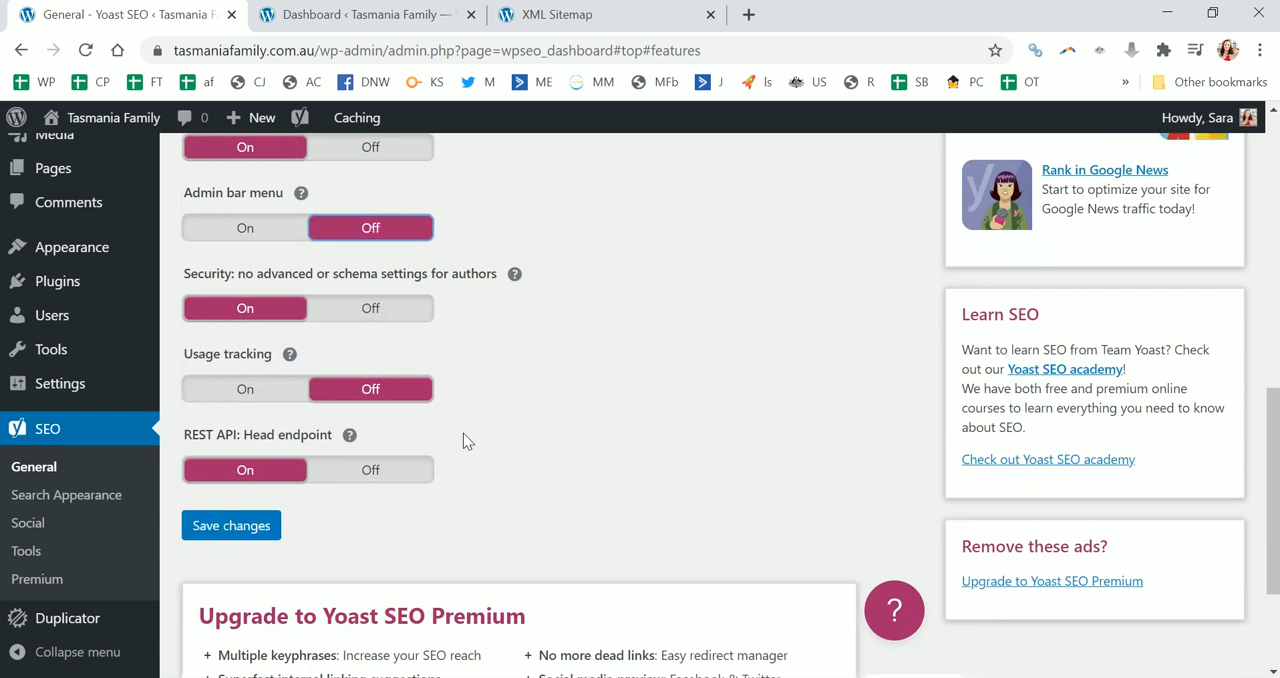 General - Yoast SEO ‹ Tasmania F
Dashboard ‹ Tasmania Family —
XML Sitemap
tasmaniafamily.com.au/wp-admin/admin.php?page=wpseo_dashboard#top#features
WP CP FT af CJ AC DNW KS M ME MM MFb J ls US R SB PC OT » Other bookmarks
Tasmania Family 0 New Caching Howdy, Sara
Media
Pages
Comments
Appearance
Plugins
Users
Tools
Settings
SEO
General
Search Appearance
Social
Tools
Premium
Duplicator
Collapse menu
On Off
Admin bar menu ?
On Off
Security: no advanced or schema settings for authors ?
On Off
Usage tracking ?
On Off
REST API: Head endpoint ?
On Off
Save changes
Upgrade to Yoast SEO Premium
+ Multiple keyphrases: Increase your SEO reach
+ No more dead links: Easy redirect manager
Rank in Google News
Start to optimize your site for
Google News traffic today!
Learn SEO
Want to learn SEO from Team Yoast? Check
out our Yoast SEO academy!
We have both free and premium online
courses to learn everything you need to know
about SEO.
Check out Yoast SEO academy
Remove these ads?
Upgrade to Yoast SEO Premium
?